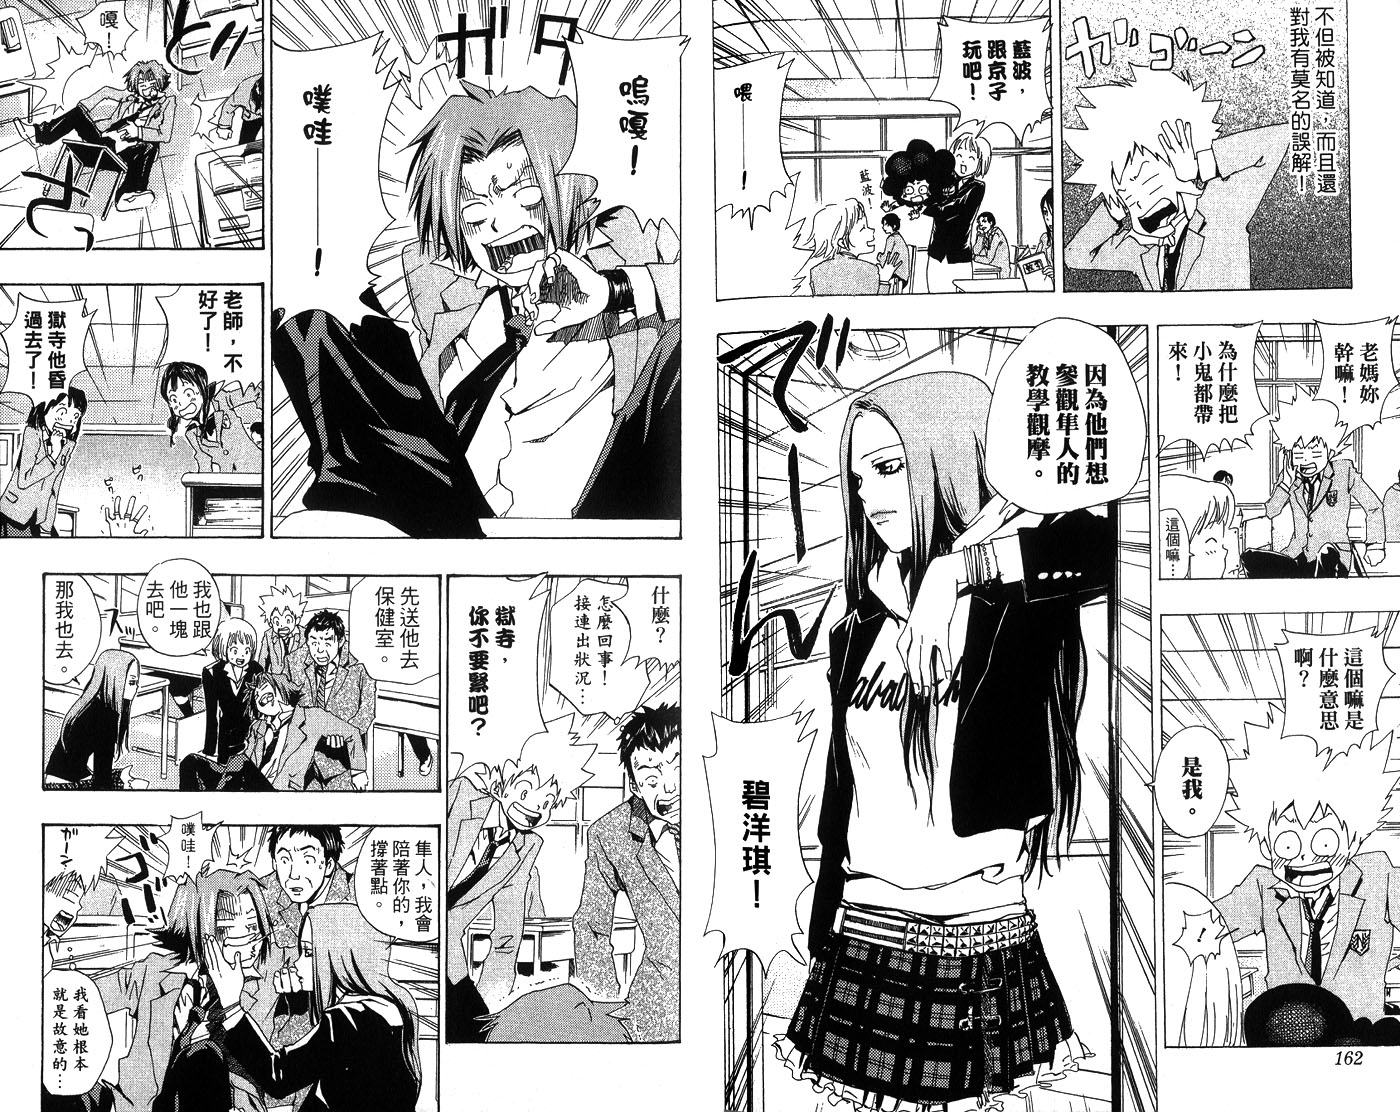 不但被知道，而且還
對我有莫名的誤解！
ガーン
藍波，
跟京子
玩吧！
喂——！
藍波！
老媽妳
幹嘛！
為什麼把
小鬼都帶
來！
這個嘛…
因為他們想
參觀隼人的
教學觀摩。
這個嘛是
什麼意思
啊？
是我。
！
碧洋琪！
162
嗚嘎！
噗哇——！
嘎！
老師，不
好了！
獄寺他昏
過去了！
什麼？
怎麼回事！
接連出狀況…
獄寺，
你不要緊吧？
先送他去
保健室。
我也跟
他一塊
去吧。
那我也去。
隼人，我會
陪著你的，
撐著點。
噗哇！
ガーン
我看她根本
就是故意的…